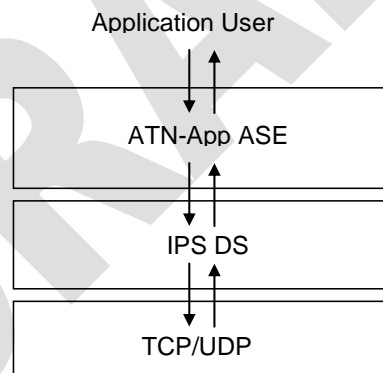 Application User
ATN-App ASE
IPS DS
TCP/UDP